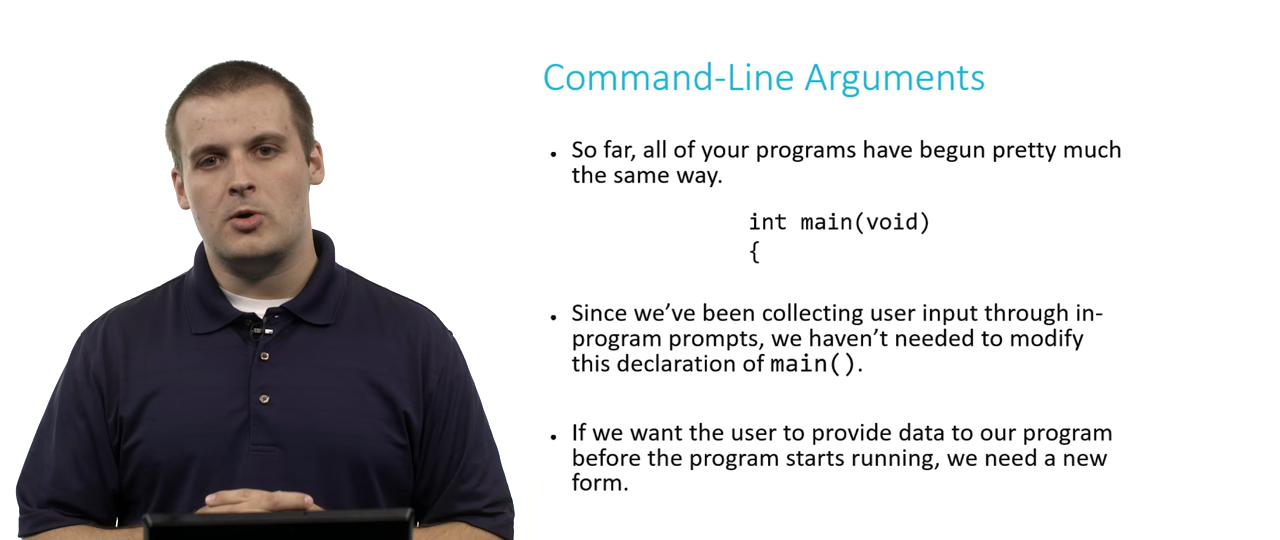 Command-Line Arguments
• So far, all of your programs have begun pretty much
the same way.
int main(void)
{
• Since we’ve been collecting user input through in-
program prompts, we haven’t needed to modify
this declaration of main().
• If we want the user to provide data to our program
before the program starts running, we need a new
form.